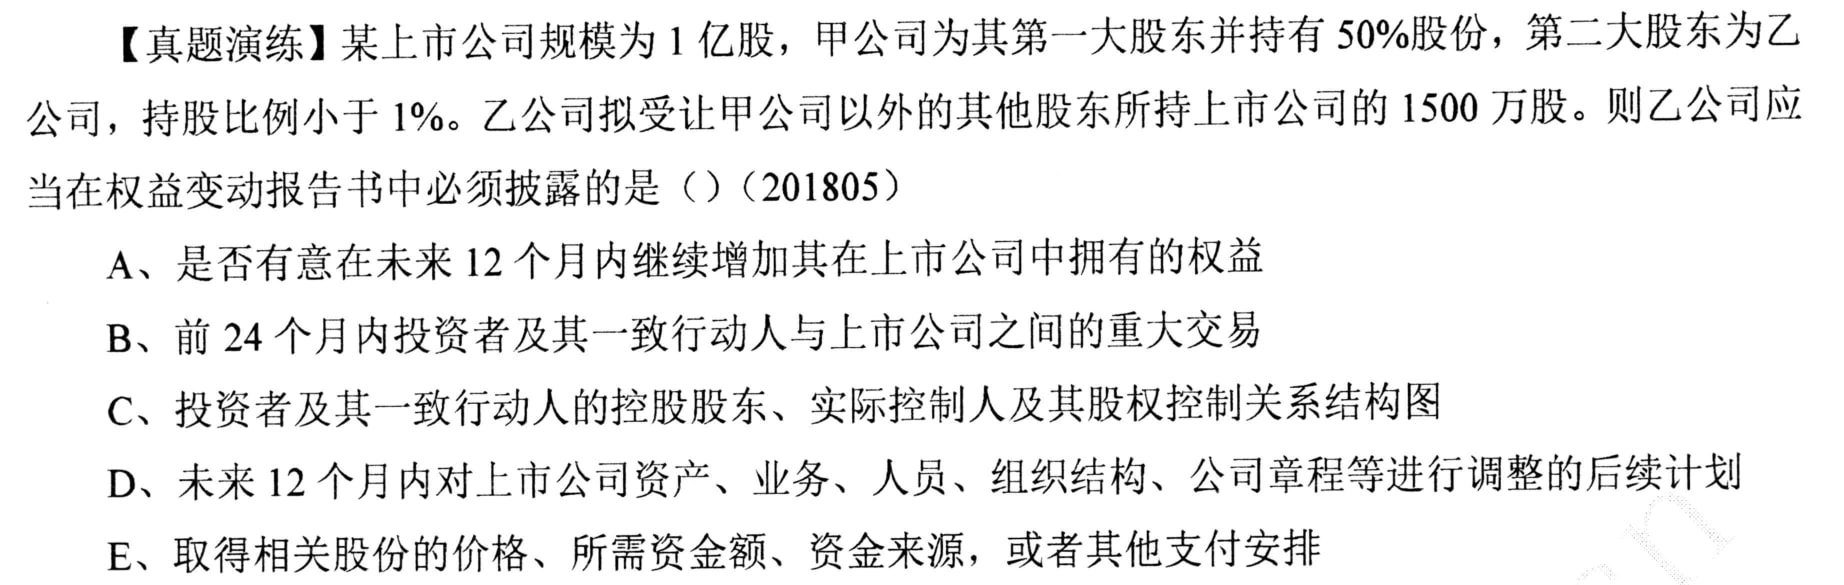 【真题演练】某上市公司规模为 1 亿股，甲公司为其第一大股东并持有 50%股份，第二大股东为乙
公司，持股比例小于 1%。乙公司拟受让甲公司以外的其他股东所持上市公司的 1500 万股。则乙公司应
当在权益变动报告书中必须披露的是（）（201805）
A、是否有意在未来 12 个月内继续增加其在上市公司中拥有的权益
B、前 24 个月内投资者及其一致行动人与上市公司之间的重大交易
C、投资者及其一致行动人的控股股东、实际控制人及其股权控制关系结构图
D、未来 12 个月内对上市公司资产、业务、人员、组织结构、公司章程等进行调整的后续计划
E、取得相关股份的价格、所需资金额、资金来源，或者其他支付安排